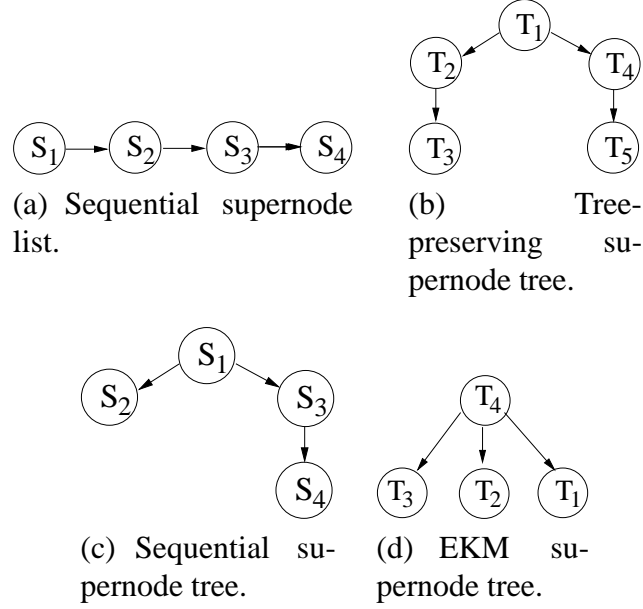 T1
T2 T4
S1 S2 S3 S4 T3 T5
(a) Sequential supernode
list.
(b) Tree-
preserving su-
pernode tree.
S1
S2 S3
S4
T4
T3 T2 T1
(c) Sequential su-
pernode tree.
(d) EKM su-
pernode tree.